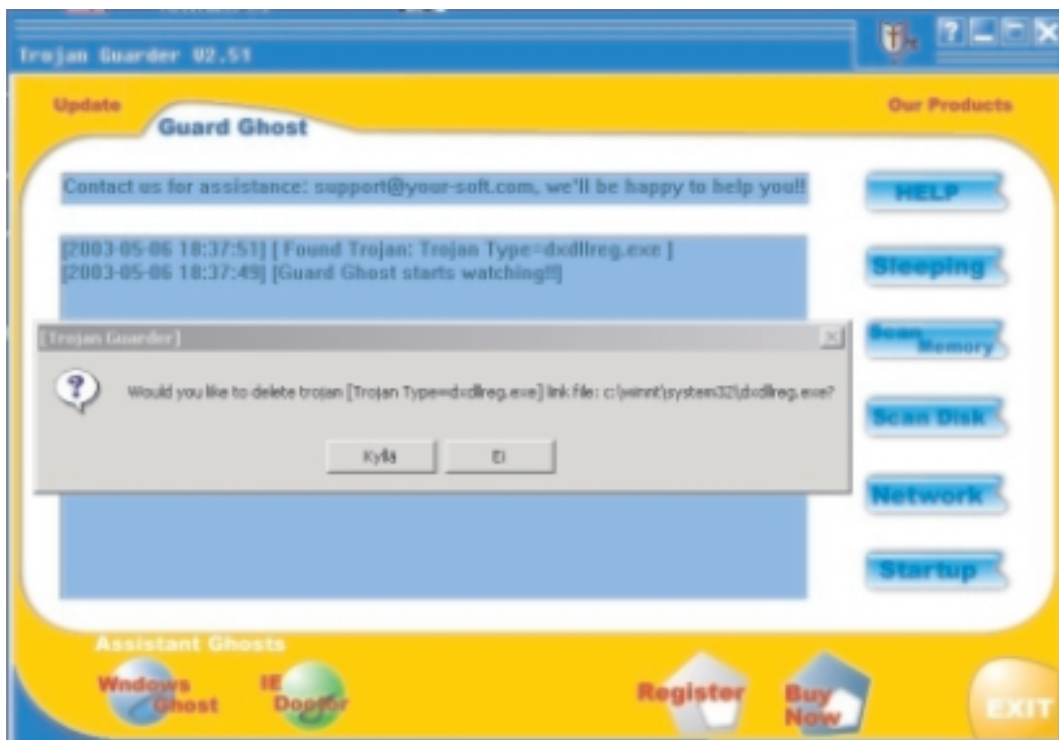 Trojan Guarder V2.51
Update
Our Products
Guard Ghost
Contact us for assistance: support@your-soft.com, we'll be happy to help you!!
HELP
[2003-05-06 18:37:51] [ Found Trojan: Trojan Type=dxdllreg.exe ]
[2003-05-06 18:37:49] [Guard Ghost starts watching!!]
Sleeping
[Trojan Guarder]
Scan
Memory
Would you like to delete trojan [Trojan Type=dxdllreg.exe] link file: c:\winnt\system32\dxdllreg.exe?
Scan Disk
Kyllä
Ei
Network
Startup
Assistant Ghosts
Wndows
Ghost
IE
Doctor
Register
Buy
Now
EXIT